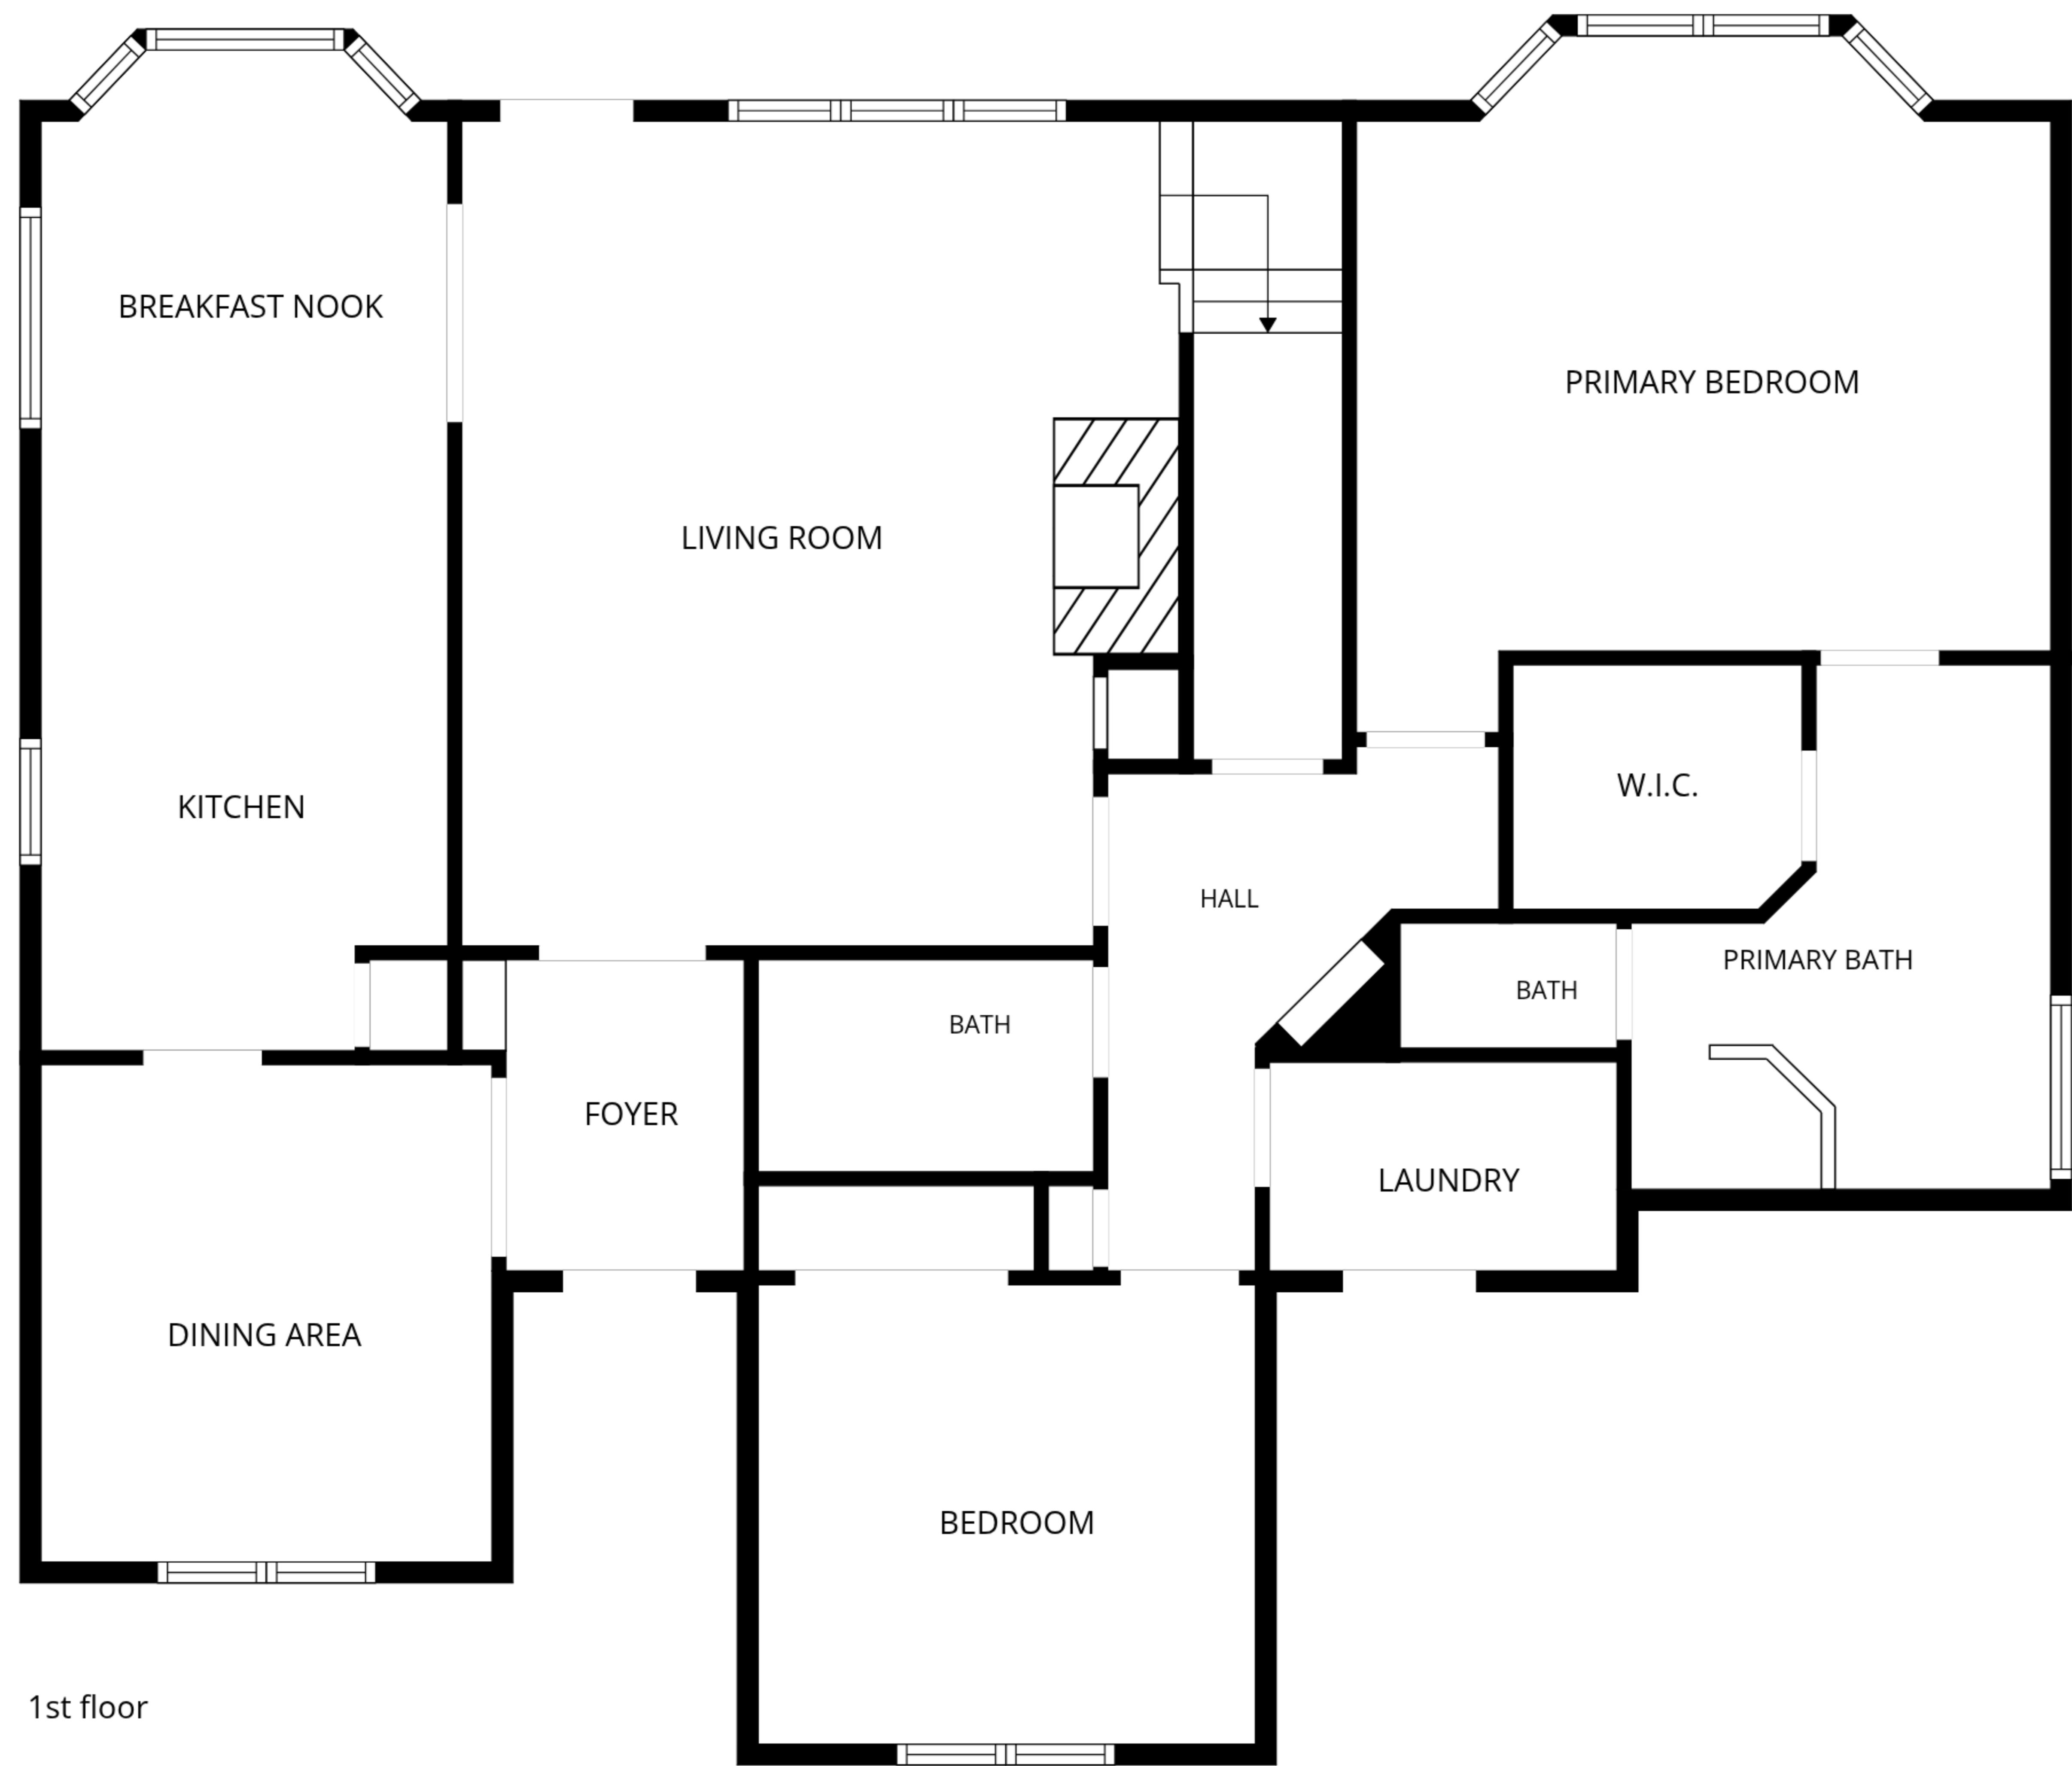 BREAKFAST NOOK
PRIMARY BEDROOM
LIVING ROOM
W.I.C.
KITCHEN
HALL
PRIMARY BATH
BATH
BATH
FOYER
LAUNDRY
DINING AREA
BEDROOM
1st floor